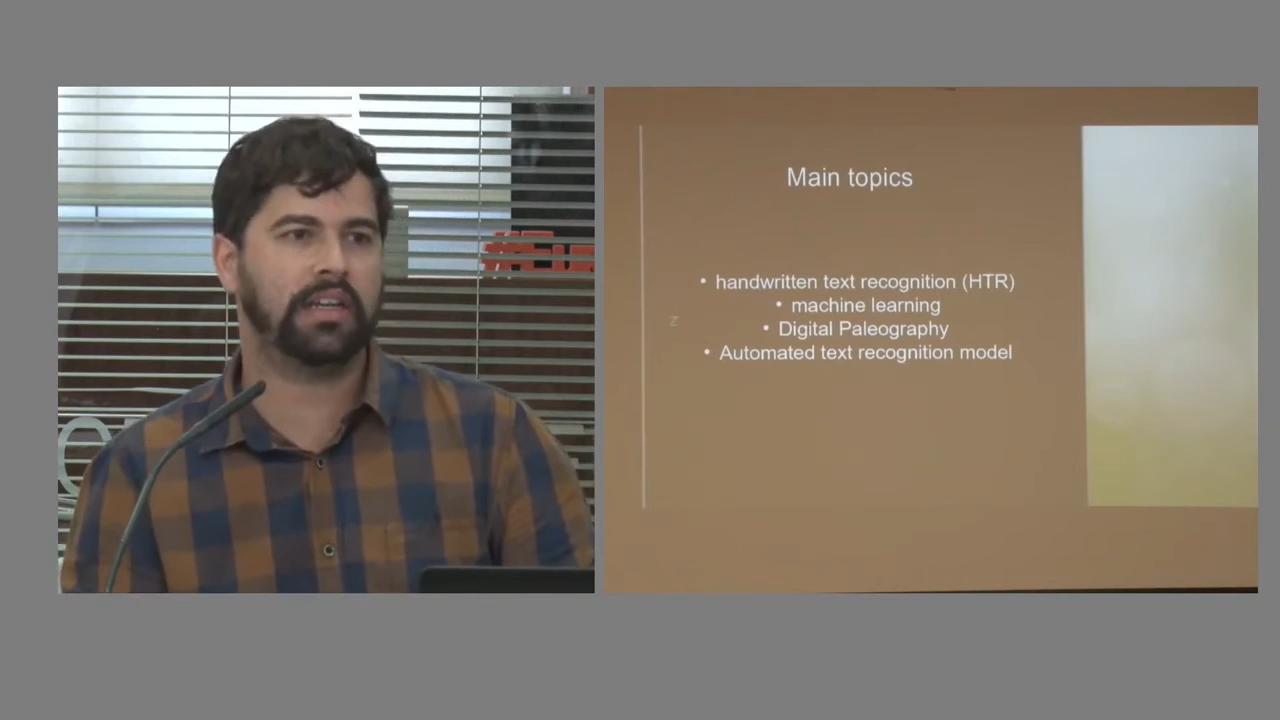 Main topics
• handwritten text recognition (HTR)
• machine learning
• Digital Paleography
• Automated text recognition model
z